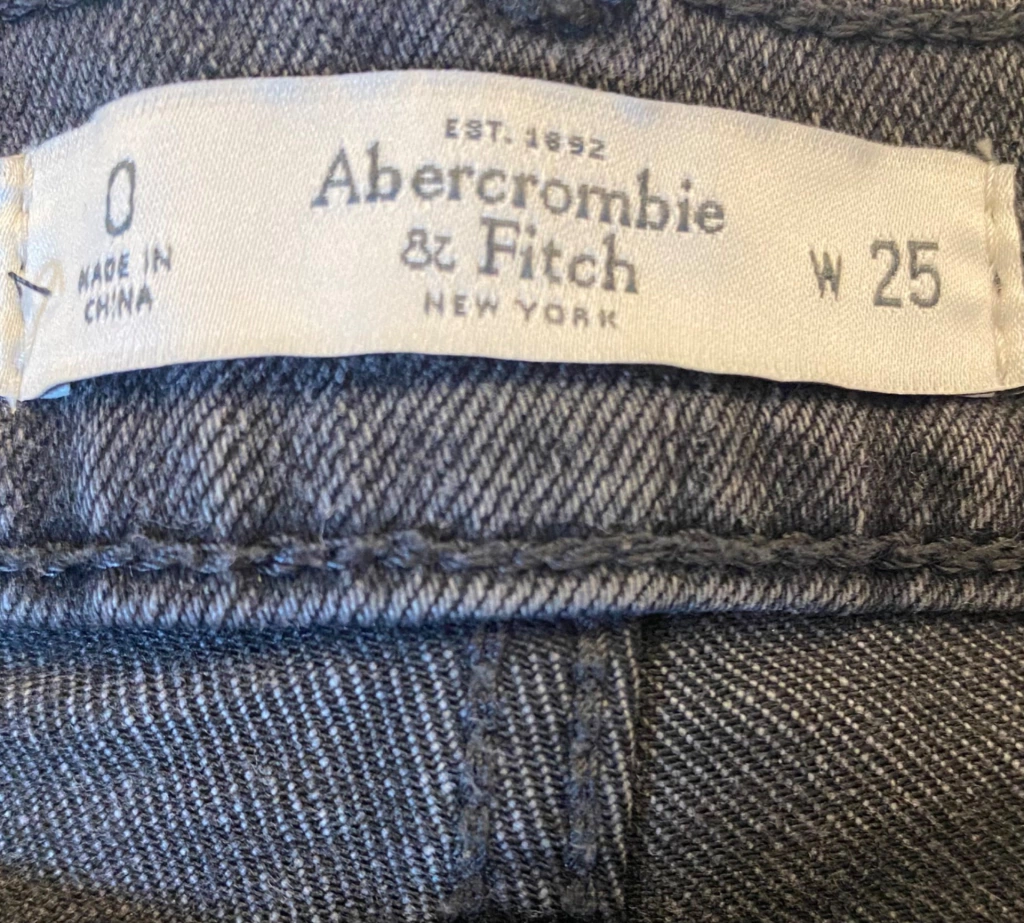 EST. 1892
Abercrombie
& Fitch
NEW YORK
0
MADE IN
CHINA
W 25